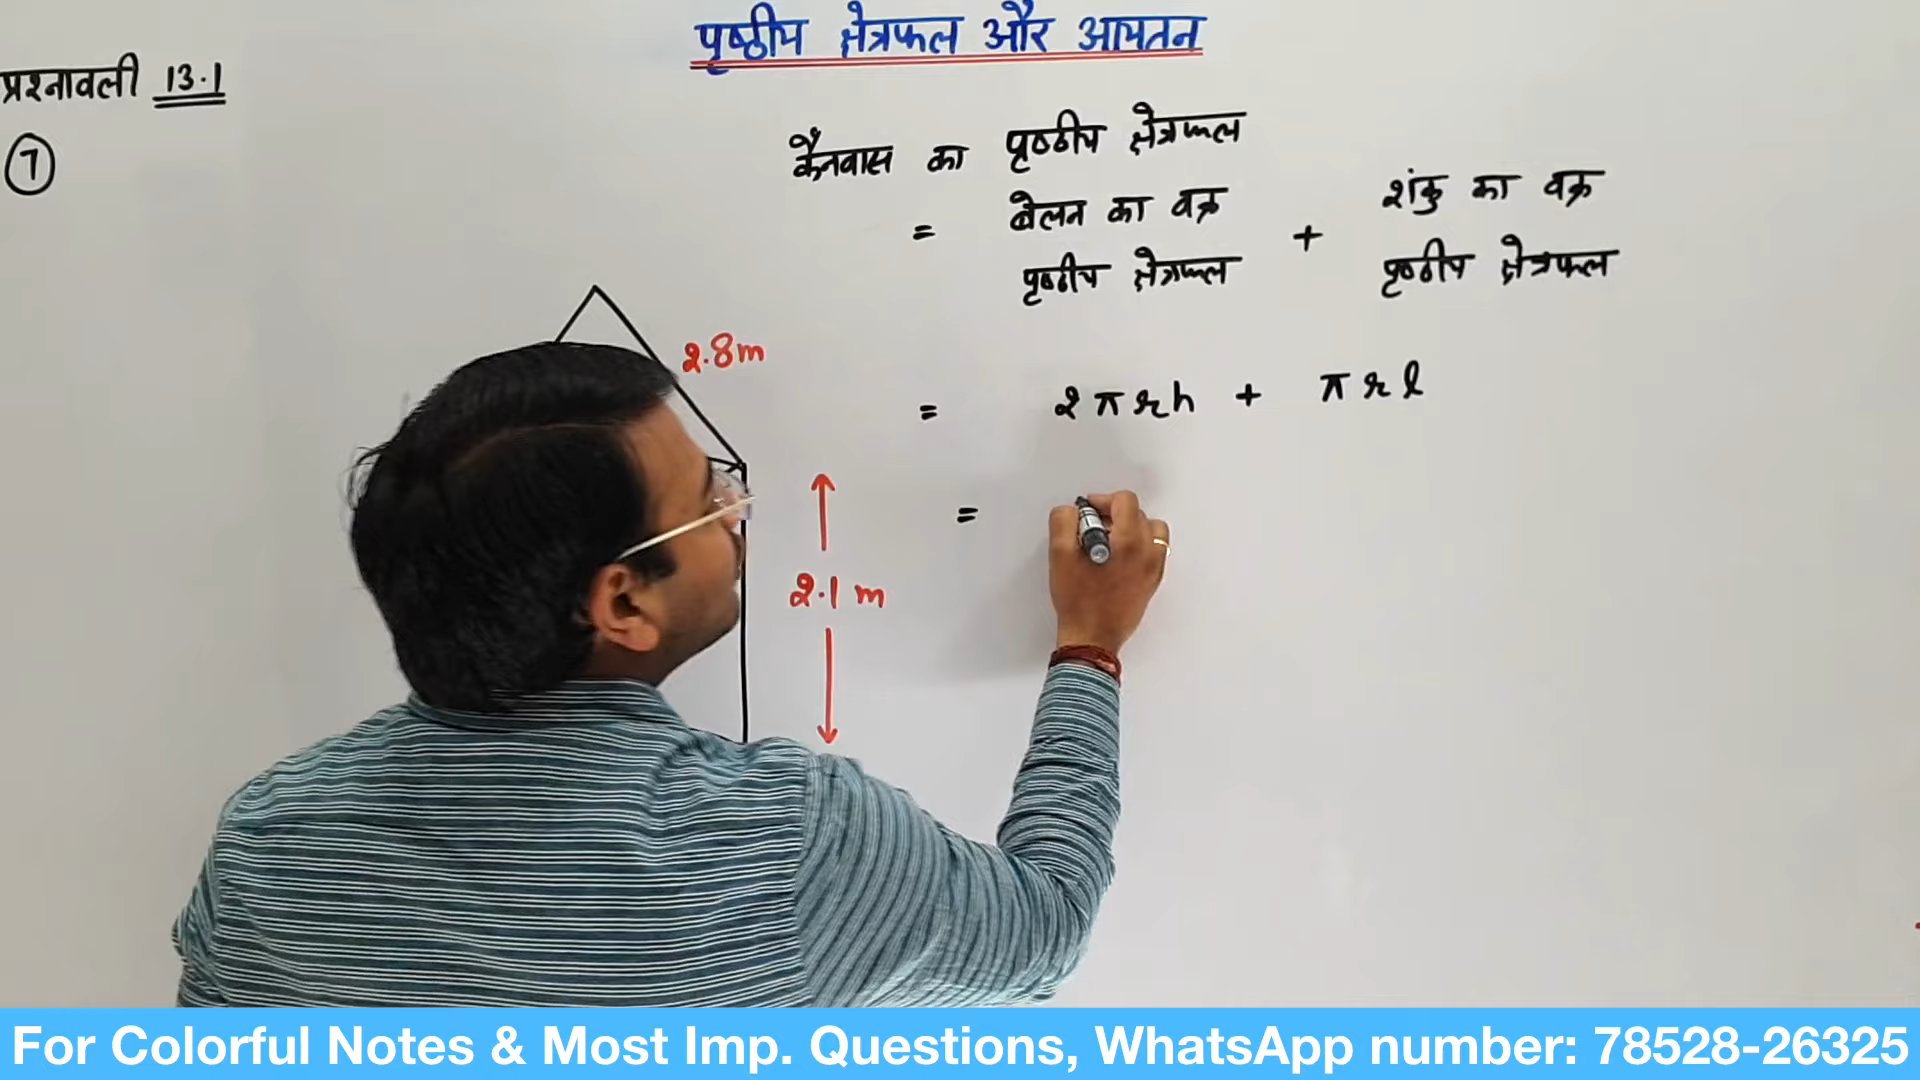 पृष्ठीय क्षेत्रफल और आयतन
प्रश्नावली 13.1
7
कैनवास का पृष्ठीय क्षेत्रफल
= बेलन का वक्र + शंकु का वक्र
पृष्ठीय क्षेत्रफल पृष्ठीय क्षेत्रफल
2.8m
= 2πrh + πrl
=
2.1 m
For Colorful Notes & Most Imp. Questions, WhatsApp number: 78528-26325